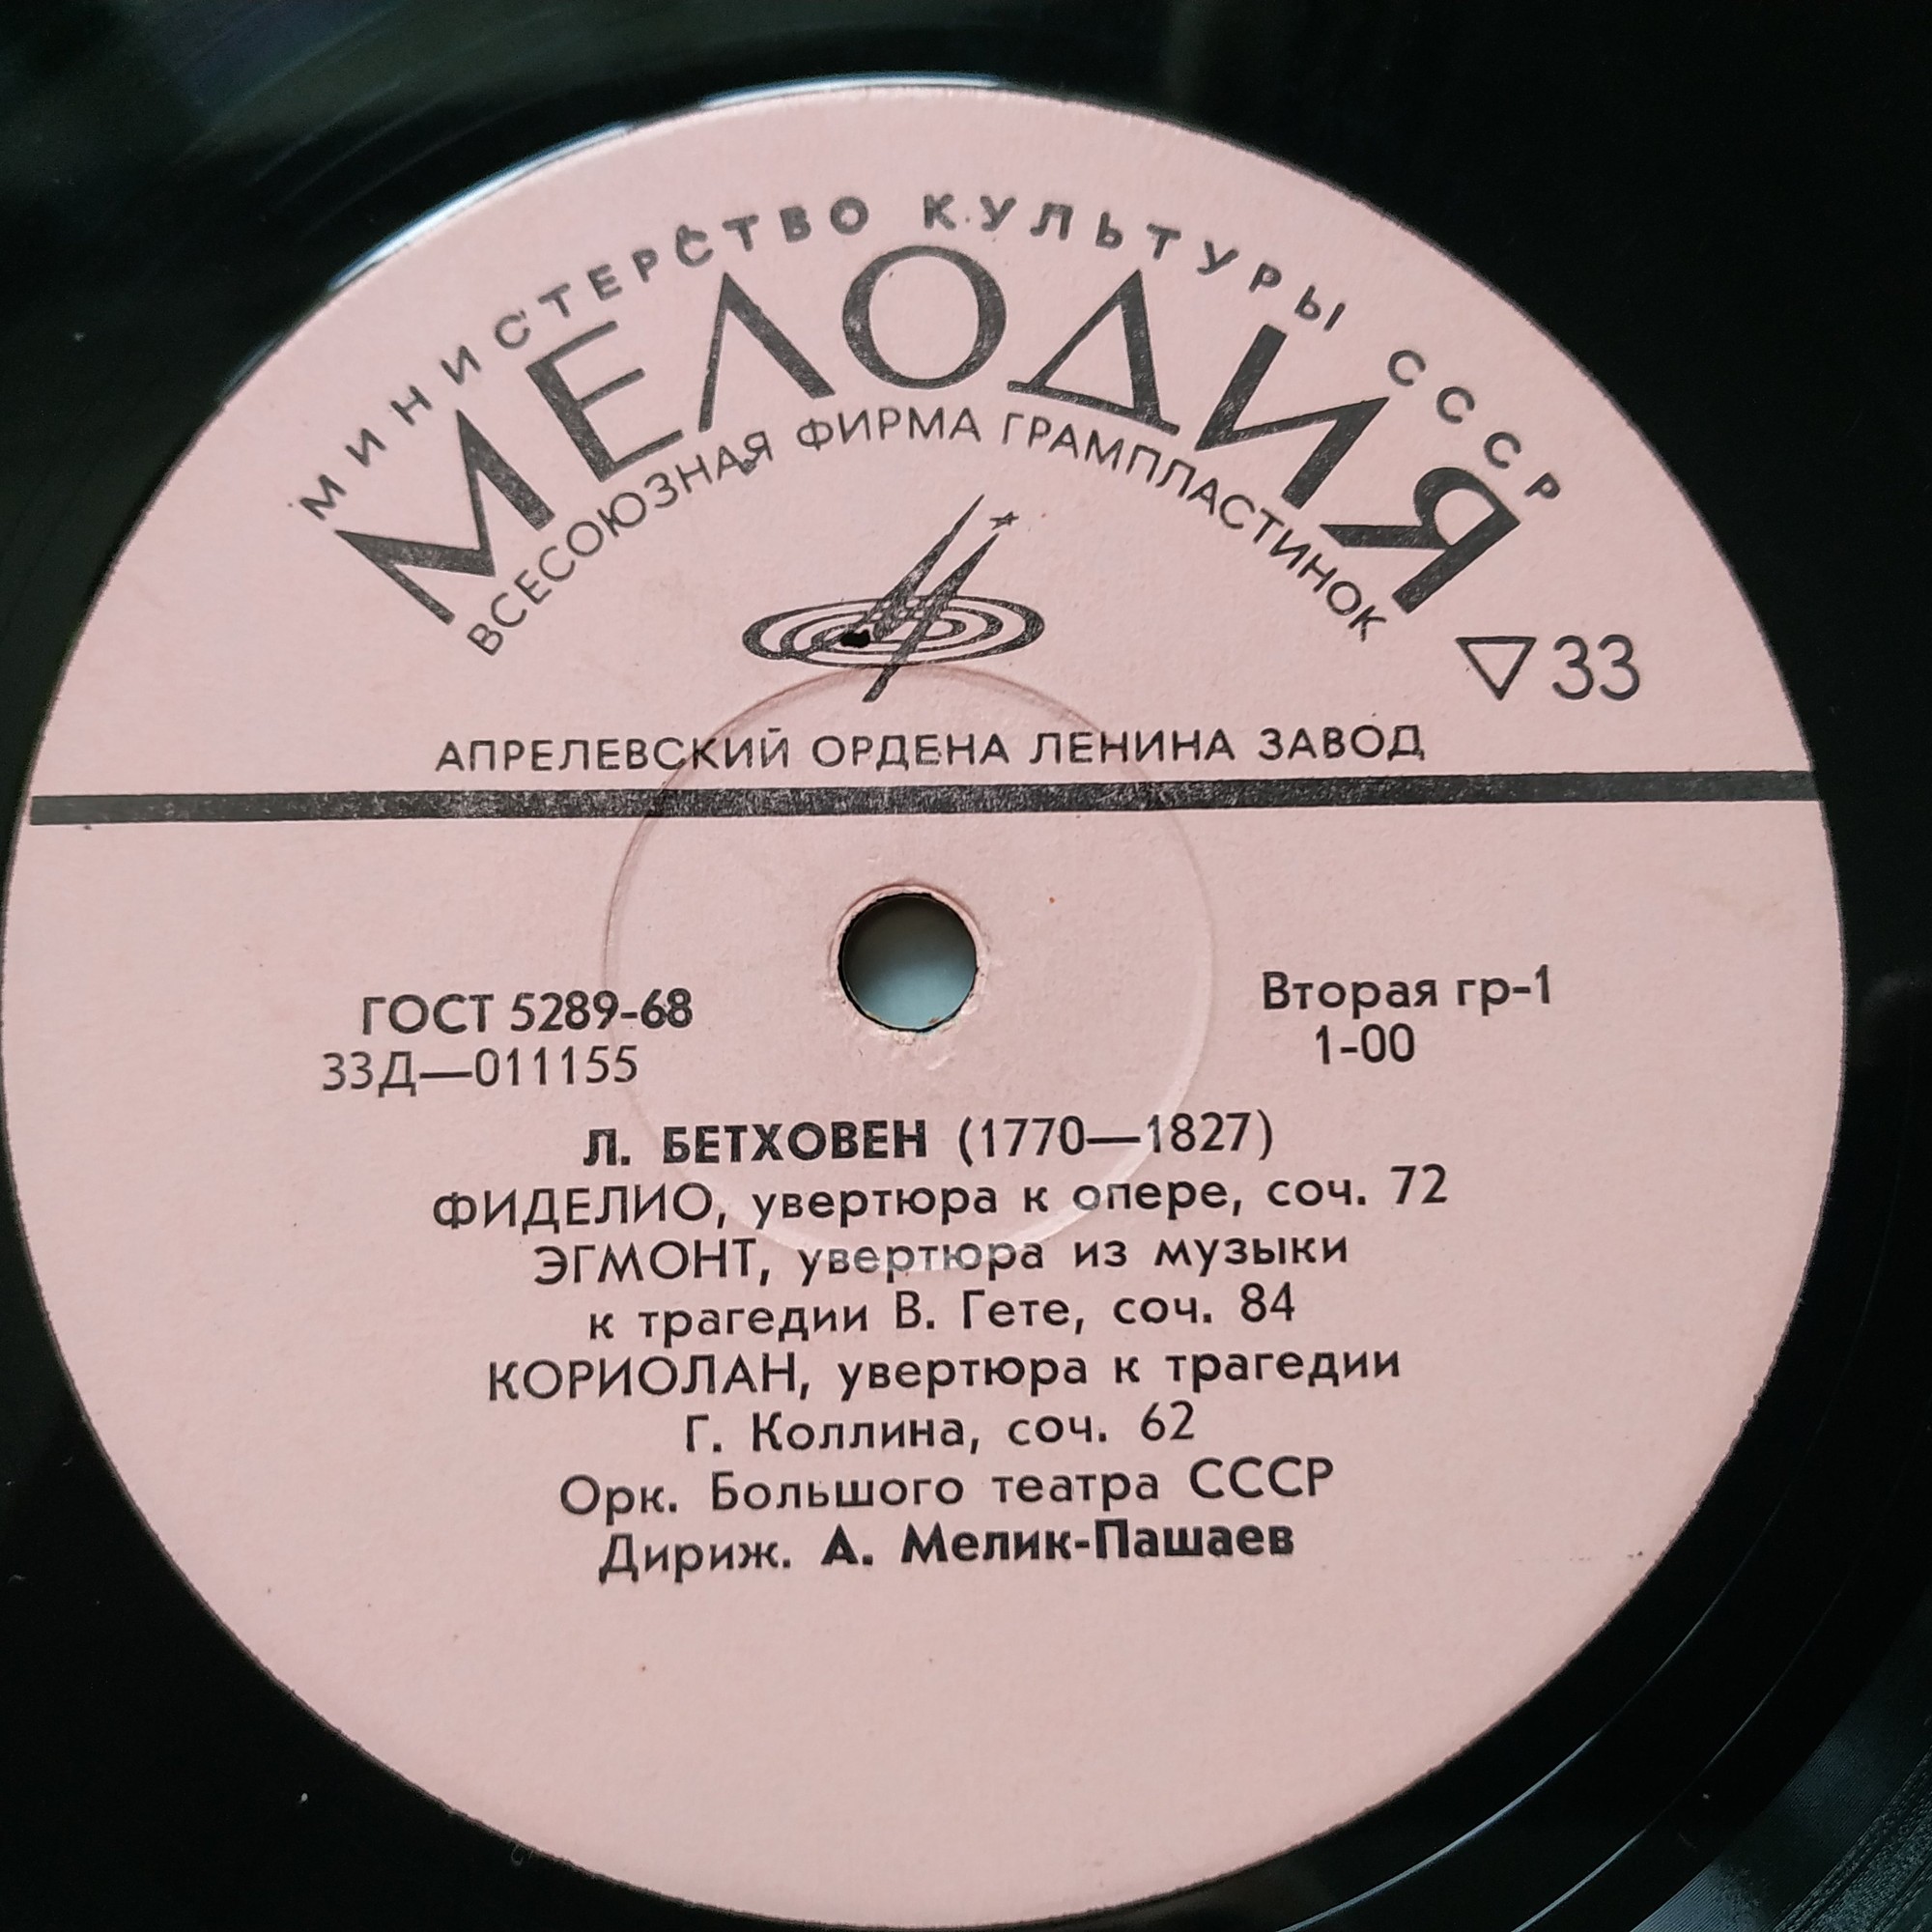 МИНИСТЕРСТВО КУЛЬТУРЫ СССР
МЕЛОДИЯ
ВСЕСОЮЗНАЯ ФИРМА ГРАМПЛАСТИНОК
▽33
АПРЕЛЕВСКИЙ ОРДЕНА ЛЕНИНА ЗАВОД
ГОСТ 5289-68
Вторая гр-1
33Д—011155
1-00
Л. БЕТХОВЕН (1770—1827)
ФИДЕЛИО, увертюра к опере, соч. 72
ЭГМОНТ, увертюра из музыки
к трагедии В. Гете, соч. 84
КОРИОЛАН, увертюра к трагедии
Г. Коллина, соч. 62
Орк. Большого театра СССР
Дириж. А. Мелик-Пашаев